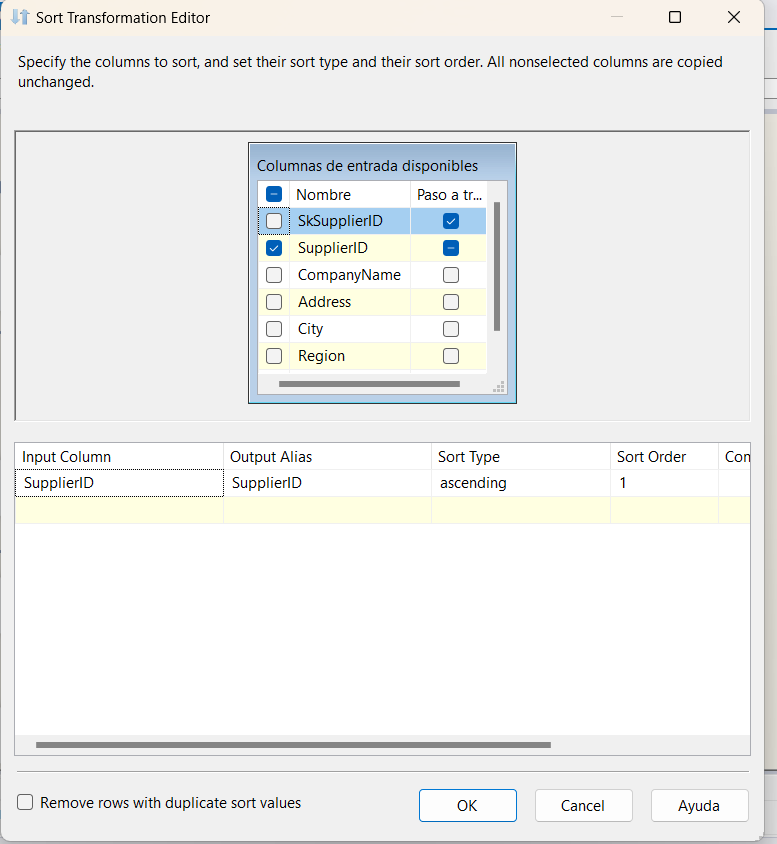 Sort Transformation Editor
Specify the columns to sort, and set their sort type and their sort order. All nonselected columns are copied
unchanged.
Columnas de entrada disponibles
Nombre Paso a tr...
SkSupplierID
SupplierID
CompanyName
Address
City
Region
Input Column Output Alias Sort Type Sort Order Con
SupplierID SupplierID ascending 1
Remove rows with duplicate sort values OK Cancel Ayuda